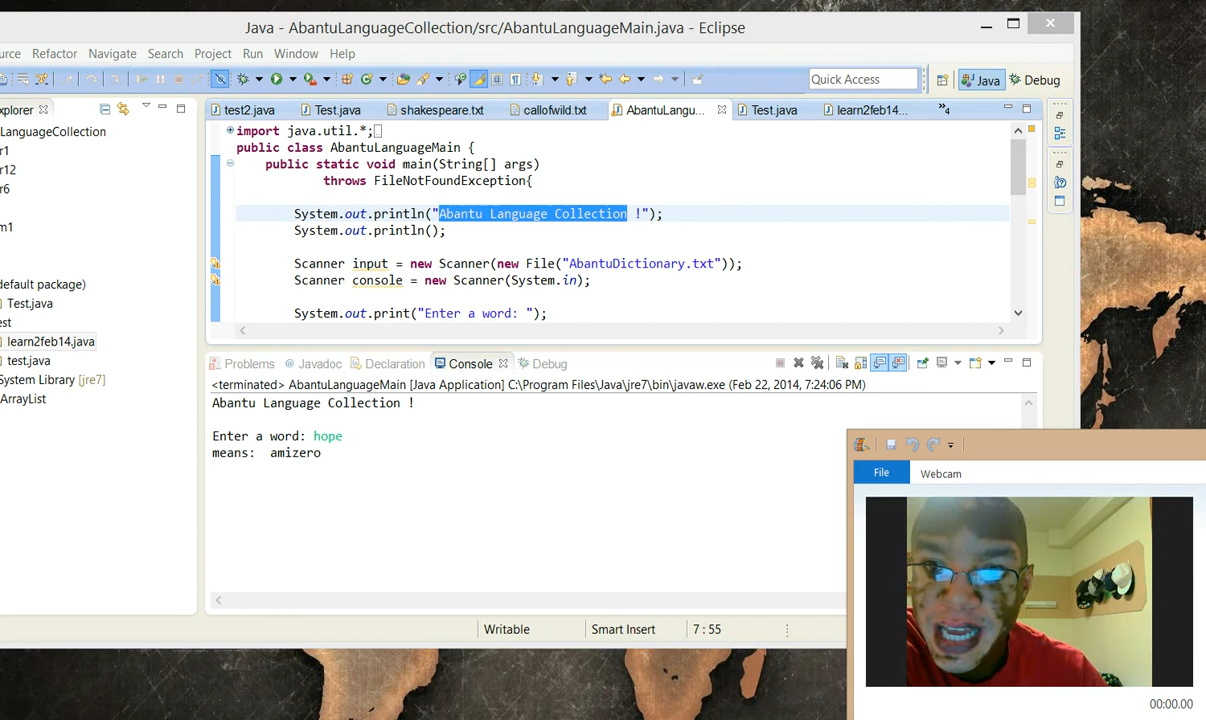 Java - AbantuLanguageCollection/src/AbantuLanguageMain.java - Eclipse
urce Refactor Navigate Search Project Run Window Help
Quick Access Java Debug
xplorer test2.java Test.java shakespeare.txt callofwild.txt AbantuLangu... Test.java learn2feb14.... »4
LanguageCollection
r1
r12
r6
m1
default package)
Test.java
est
learn2feb14.java
test.java
System Library [jre7]
ArrayList
import java.util.*;
public class AbantuLanguageMain {
public static void main(String[] args)
throws FileNotFoundException{
System.out.println("Abantu Language Collection !");
System.out.println();
Scanner input = new Scanner(new File("AbantuDictionary.txt"));
Scanner console = new Scanner(System.in);
System.out.print("Enter a word: ");
Problems Javadoc Declaration Console Debug
<terminated> AbantuLanguageMain [Java Application] C:\Program Files\Java\jre7\bin\javaw.exe (Feb 22, 2014, 7:24:06 PM)
Abantu Language Collection !
Enter a word: hope
means:  amizero
Writable Smart Insert 7 : 55
File Webcam
00:00.00